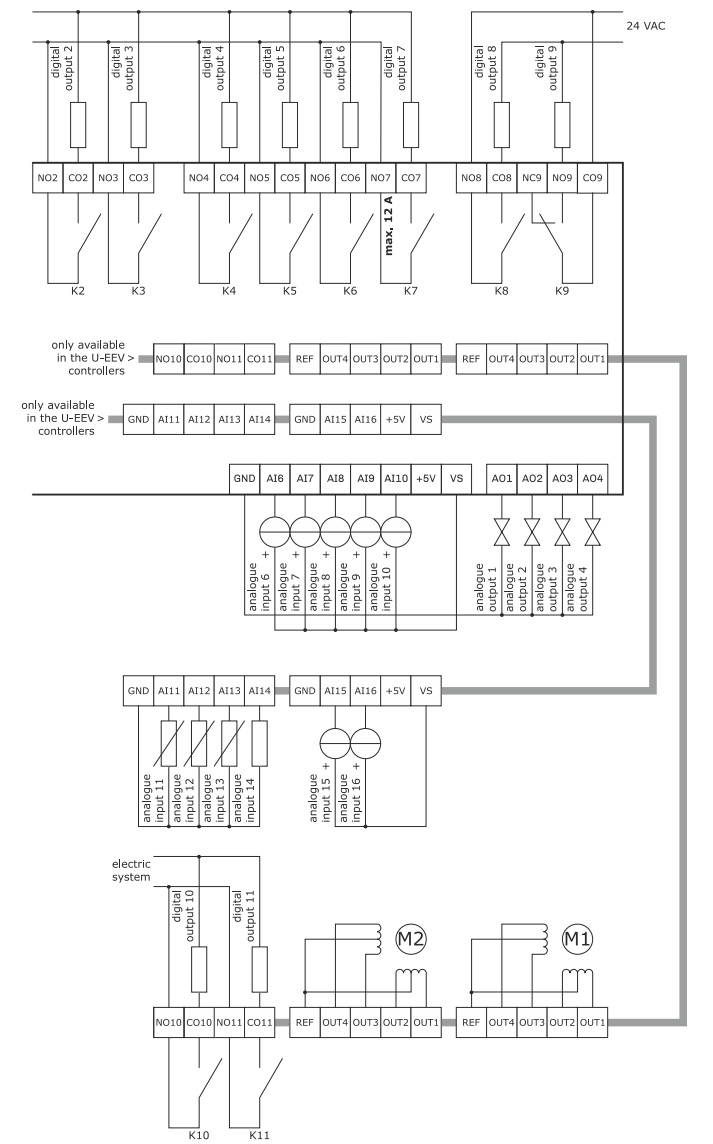 24 VAC
digital
output 2
digital
output 3
digital
output 4
digital
output 5
digital
output 6
digital
output 7
digital
output 8
digital
output 9
NO2 CO2 NO3 CO3
NO4 CO4 NO5 CO5 NO6 CO6 NO7 CO7
NO8 CO8 NC9 NO9 CO9
max. 12 A
K2 K3 K4 K5 K6 K7 K8 K9
only available
in the U-EEV >
controllers
NO10 CO10 NO11 CO11
REF OUT4 OUT3 OUT2 OUT1
REF OUT4 OUT3 OUT2 OUT1
only available
in the U-EEV >
controllers
GND AI11 AI12 AI13 AI14
GND AI15 AI16 +5V VS
GND AI6 AI7 AI8 AI9 AI10 +5V VS
AO1 AO2 AO3 AO4
analogue
input 6 +
analogue
input 7 +
analogue
input 8 +
analogue
input 9 +
analogue
input 10 +
analogue
output 1
analogue
output 2
analogue
output 3
analogue
output 4
GND AI11 AI12 AI13 AI14
GND AI15 AI16 +5V VS
analogue
input 11
analogue
input 12
analogue
input 13
analogue
input 14
analogue
input 15 +
analogue
input 16 +
electric
system
digital
output 10
digital
output 11
M2
M1
NO10 CO10 NO11 CO11
REF OUT4 OUT3 OUT2 OUT1
REF OUT4 OUT3 OUT2 OUT1
K10 K11